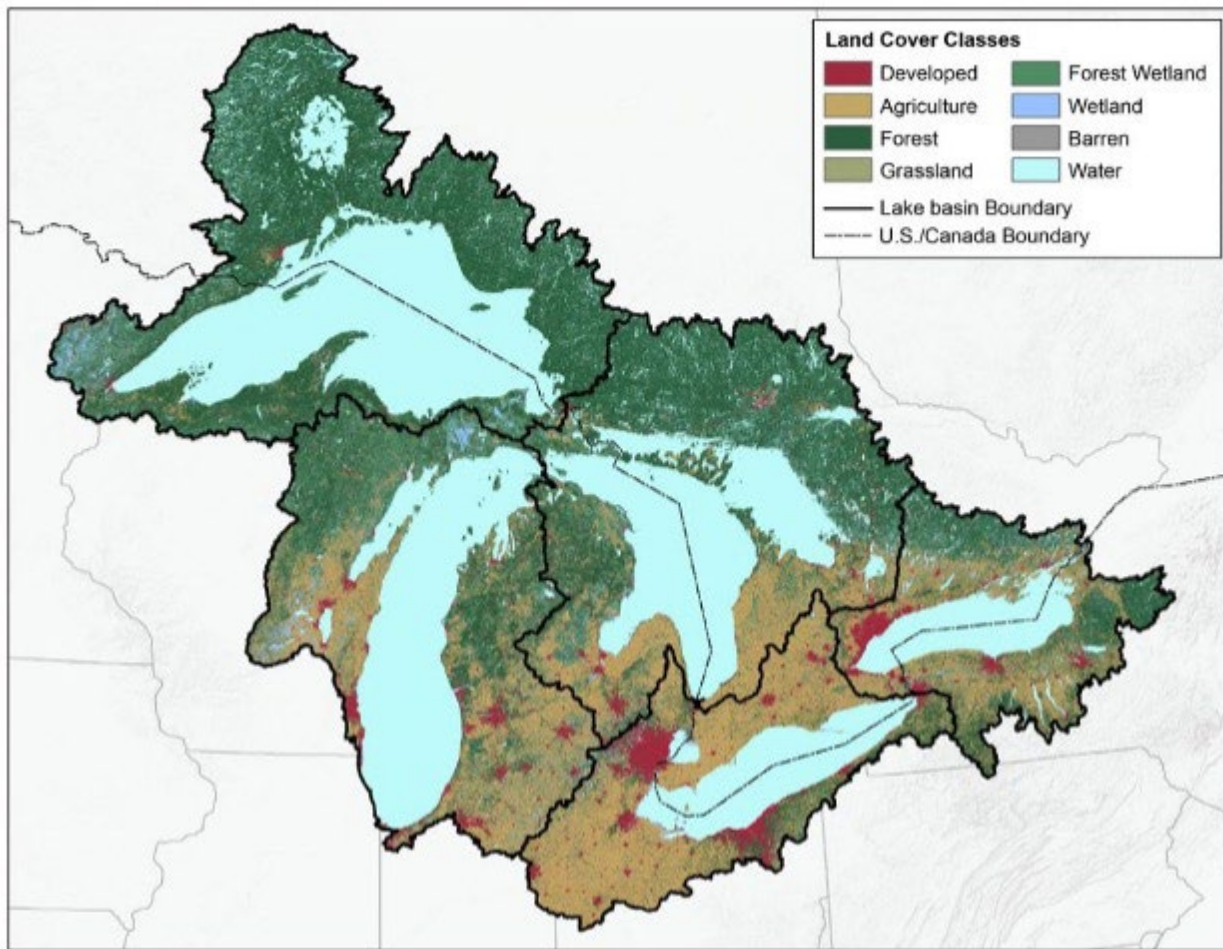 Land Cover Classes
Developed
Forest Wetland
Agriculture
Wetland
Forest
Barren
Grassland
Water
Lake basin Boundary
U.S./Canada Boundary